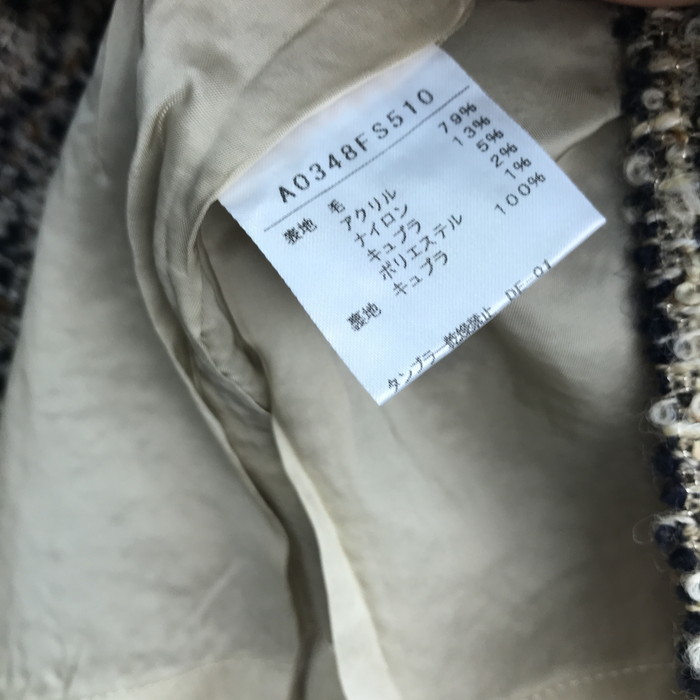 A0348FS510
表地 毛 79%
アクリル 13%
ナイロン 5%
キュプラ 2%
ポリエステル 1%
裏地 キュプラ 100%
タンブラー乾燥禁止 DF-01